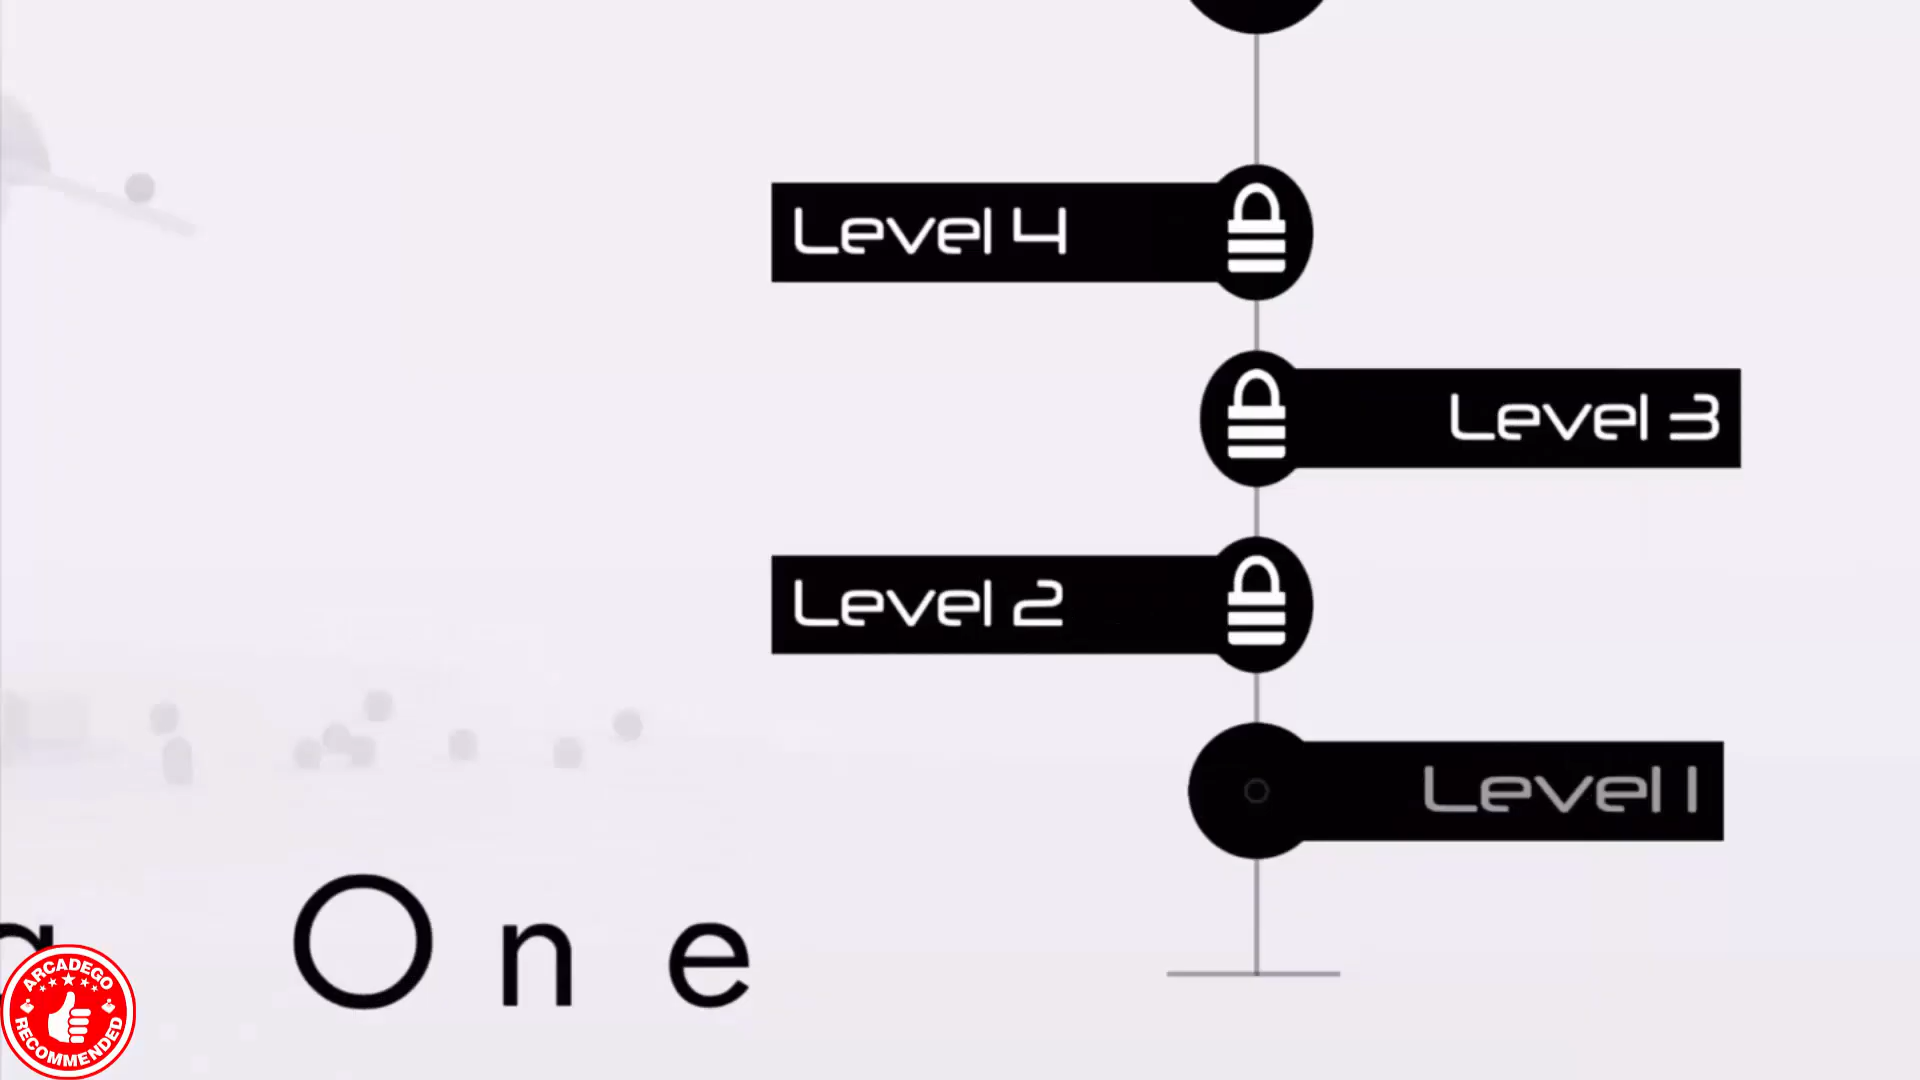 Level 4
Level 3
Level 2
Level 1
One
ARCADEGO
RECOMMENDED